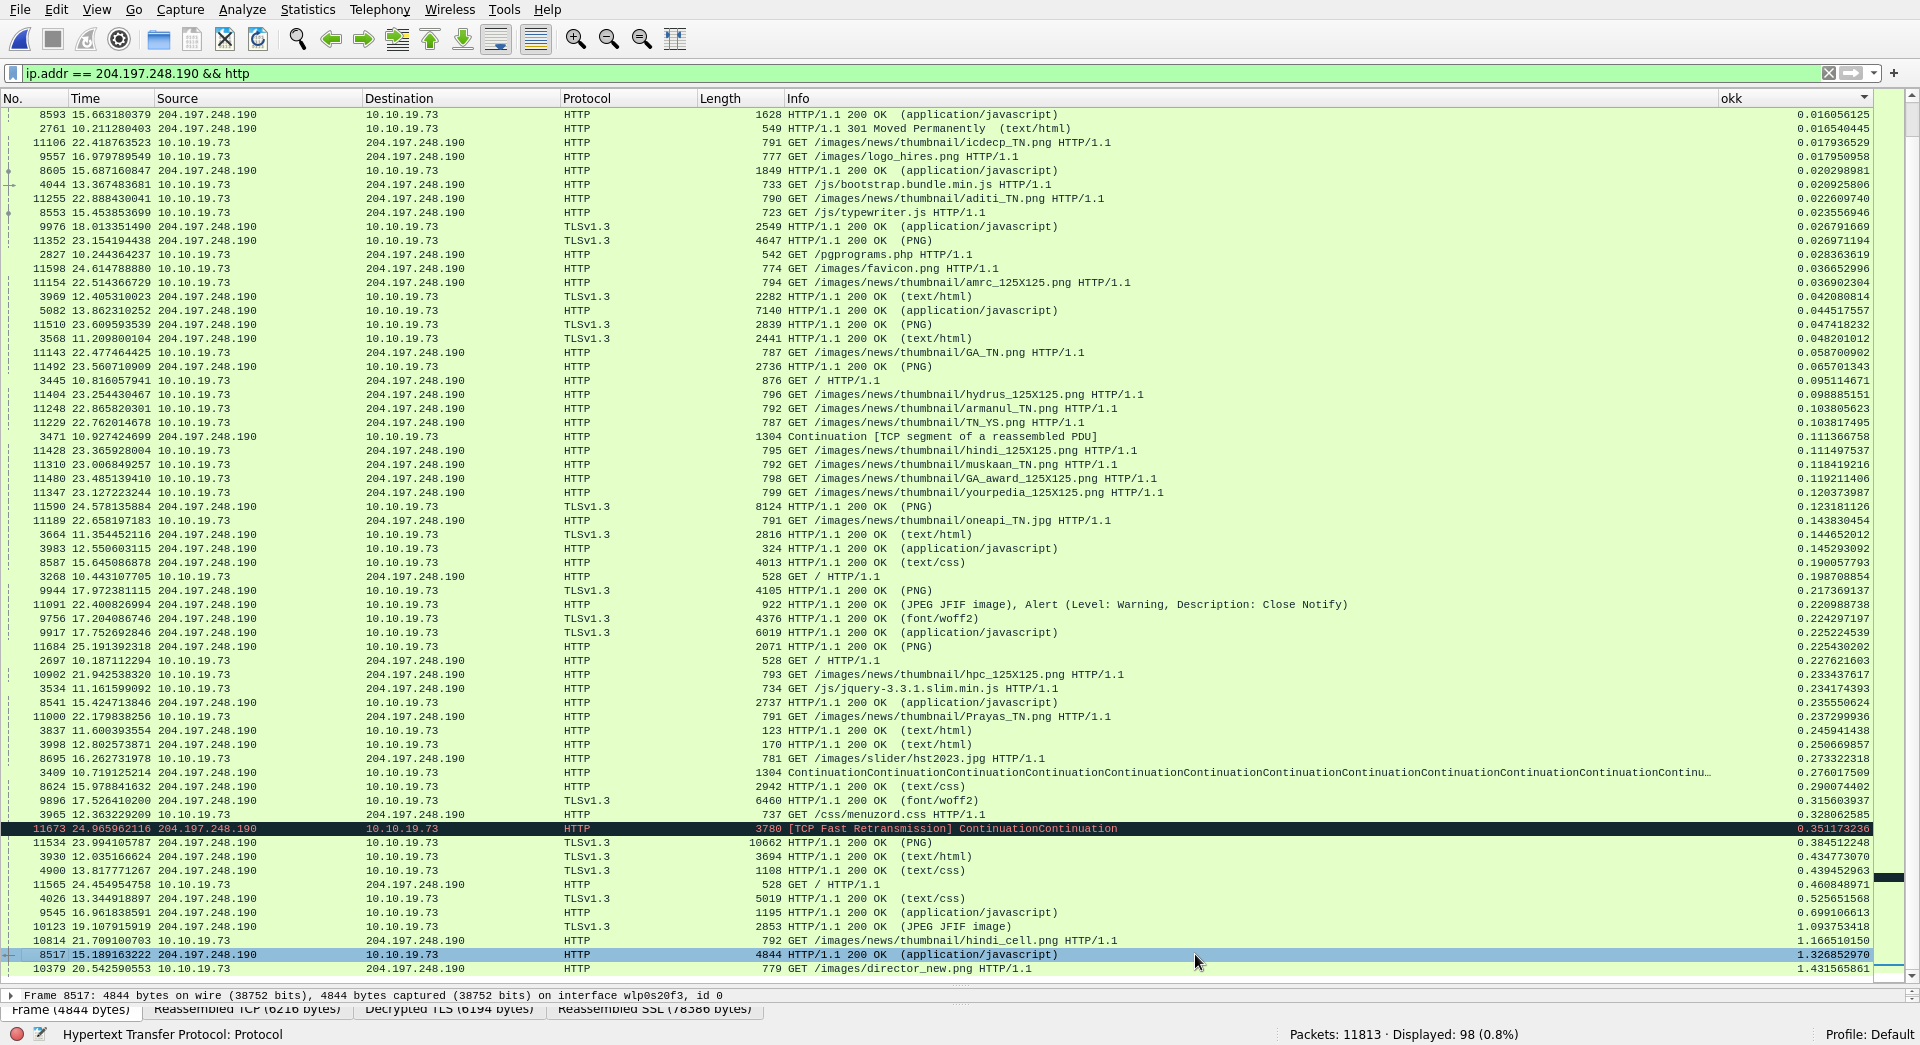 File Edit View Go Capture Analyze Statistics Telephony Wireless Tools Help
ip.addr == 204.197.248.190 && http
No. Time Source Destination Protocol Length Info okk
8593 15.663180379 204.197.248.190 10.10.19.73 HTTP 1628 HTTP/1.1 200 OK (application/javascript) 0.016056125
2761 10.211280403 204.197.248.190 10.10.19.73 HTTP 549 HTTP/1.1 301 Moved Permanently (text/html) 0.016540445
11106 22.418763523 10.10.19.73 204.197.248.190 HTTP 791 GET /images/news/thumbnail/icdecp_TN.png HTTP/1.1 0.017936529
9557 16.979789549 10.10.19.73 204.197.248.190 HTTP 777 GET /images/logo_hires.png HTTP/1.1 0.017950958
8605 15.687160847 204.197.248.190 10.10.19.73 HTTP 1849 HTTP/1.1 200 OK (application/javascript) 0.020298981
4044 13.367483681 10.10.19.73 204.197.248.190 HTTP 733 GET /js/bootstrap.bundle.min.js HTTP/1.1 0.020925806
11255 22.888430041 10.10.19.73 204.197.248.190 HTTP 790 GET /images/news/thumbnail/aditi_TN.png HTTP/1.1 0.022609740
8553 15.453853699 10.10.19.73 204.197.248.190 HTTP 723 GET /js/typewriter.js HTTP/1.1 0.023556946
9976 18.013351490 204.197.248.190 10.10.19.73 TLSv1.3 2549 HTTP/1.1 200 OK (application/javascript) 0.026791669
11352 23.154194438 204.197.248.190 10.10.19.73 TLSv1.3 4647 HTTP/1.1 200 OK (PNG) 0.026971194
2827 10.244364237 10.10.19.73 204.197.248.190 HTTP 542 GET /pgprograms.php HTTP/1.1 0.028363619
11598 24.614788880 10.10.19.73 204.197.248.190 HTTP 774 GET /images/favicon.png HTTP/1.1 0.036652996
11154 22.514366729 10.10.19.73 204.197.248.190 HTTP 794 GET /images/news/thumbnail/amrc_125X125.png HTTP/1.1 0.036902304
3969 12.405310023 204.197.248.190 10.10.19.73 TLSv1.3 2282 HTTP/1.1 200 OK (text/html) 0.042080814
5082 13.862310252 204.197.248.190 10.10.19.73 HTTP 7140 HTTP/1.1 200 OK (application/javascript) 0.044517557
11510 23.609593539 204.197.248.190 10.10.19.73 TLSv1.3 2839 HTTP/1.1 200 OK (PNG) 0.047418232
3568 11.209800104 204.197.248.190 10.10.19.73 TLSv1.3 2441 HTTP/1.1 200 OK (text/html) 0.048201012
11143 22.477464425 10.10.19.73 204.197.248.190 HTTP 787 GET /images/news/thumbnail/GA_TN.png HTTP/1.1 0.058700902
11492 23.560710909 204.197.248.190 10.10.19.73 HTTP 2736 HTTP/1.1 200 OK (PNG) 0.065701343
3445 10.816057941 10.10.19.73 204.197.248.190 HTTP 876 GET / HTTP/1.1 0.095114671
11404 23.254430467 10.10.19.73 204.197.248.190 HTTP 796 GET /images/news/thumbnail/hydrus_125X125.png HTTP/1.1 0.098885151
11248 22.865820301 10.10.19.73 204.197.248.190 HTTP 792 GET /images/news/thumbnail/armanul_TN.png HTTP/1.1 0.103805623
11229 22.762014678 10.10.19.73 204.197.248.190 HTTP 787 GET /images/news/thumbnail/TN_YS.png HTTP/1.1 0.103817495
3471 10.927424699 204.197.248.190 10.10.19.73 HTTP 1304 Continuation [TCP segment of a reassembled PDU] 0.111366758
11428 23.365928004 10.10.19.73 204.197.248.190 HTTP 795 GET /images/news/thumbnail/hindi_125X125.png HTTP/1.1 0.111497537
11310 23.006849257 10.10.19.73 204.197.248.190 HTTP 792 GET /images/news/thumbnail/muskaan_TN.png HTTP/1.1 0.118419216
11480 23.485139410 10.10.19.73 204.197.248.190 HTTP 798 GET /images/news/thumbnail/GA_award_125X125.png HTTP/1.1 0.119211406
11347 23.127223244 10.10.19.73 204.197.248.190 HTTP 799 GET /images/news/thumbnail/yourpedia_125X125.png HTTP/1.1 0.120373987
11590 24.578135884 204.197.248.190 10.10.19.73 TLSv1.3 8124 HTTP/1.1 200 OK (PNG) 0.123181126
11189 22.658197183 10.10.19.73 204.197.248.190 HTTP 791 GET /images/news/thumbnail/oneapi_TN.jpg HTTP/1.1 0.143830454
3664 11.354452116 204.197.248.190 10.10.19.73 TLSv1.3 2816 HTTP/1.1 200 OK (text/html) 0.144652012
3983 12.550603115 204.197.248.190 10.10.19.73 HTTP 324 HTTP/1.1 200 OK (application/javascript) 0.145293092
8587 15.645086878 204.197.248.190 10.10.19.73 HTTP 4013 HTTP/1.1 200 OK (text/css) 0.190057793
3268 10.443107705 10.10.19.73 204.197.248.190 HTTP 528 GET / HTTP/1.1 0.198708854
9944 17.972381115 204.197.248.190 10.10.19.73 TLSv1.3 4105 HTTP/1.1 200 OK (PNG) 0.217369137
11091 22.400826994 204.197.248.190 10.10.19.73 HTTP 922 HTTP/1.1 200 OK (JPEG JFIF image), Alert (Level: Warning, Description: Close Notify) 0.220988738
9756 17.204086746 204.197.248.190 10.10.19.73 TLSv1.3 4376 HTTP/1.1 200 OK (font/woff2) 0.224297197
9917 17.752692846 204.197.248.190 10.10.19.73 TLSv1.3 6019 HTTP/1.1 200 OK (application/javascript) 0.225224539
11684 25.191392318 204.197.248.190 10.10.19.73 HTTP 2071 HTTP/1.1 200 OK (PNG) 0.225430202
2697 10.187112294 10.10.19.73 204.197.248.190 HTTP 528 GET / HTTP/1.1 0.227621603
10902 21.942538320 10.10.19.73 204.197.248.190 HTTP 793 GET /images/news/thumbnail/hpc_125X125.png HTTP/1.1 0.233437617
3534 11.161599092 10.10.19.73 204.197.248.190 HTTP 734 GET /js/jquery-3.3.1.slim.min.js HTTP/1.1 0.234174393
8541 15.424713846 204.197.248.190 10.10.19.73 HTTP 2737 HTTP/1.1 200 OK (application/javascript) 0.235550624
11000 22.179838256 10.10.19.73 204.197.248.190 HTTP 791 GET /images/news/thumbnail/Prayas_TN.png HTTP/1.1 0.237299936
3837 11.600393554 204.197.248.190 10.10.19.73 HTTP 123 HTTP/1.1 200 OK (text/html) 0.245941438
3998 12.802573871 204.197.248.190 10.10.19.73 HTTP 170 HTTP/1.1 200 OK (text/html) 0.250669857
8695 16.262731978 10.10.19.73 204.197.248.190 HTTP 781 GET /images/slider/hst2023.jpg HTTP/1.1 0.273322318
3409 10.719125214 204.197.248.190 10.10.19.73 HTTP 1304 ContinuationContinuationContinuationContinuationContinuationContinuationContinuationContinuationContinuationContinuationContinuationContinu… 0.276017509
8624 15.978841632 204.197.248.190 10.10.19.73 HTTP 2942 HTTP/1.1 200 OK (text/css) 0.290074402
9896 17.526410200 204.197.248.190 10.10.19.73 TLSv1.3 6460 HTTP/1.1 200 OK (font/woff2) 0.315603937
3965 12.363229209 10.10.19.73 204.197.248.190 HTTP 737 GET /css/menuzord.css HTTP/1.1 0.328062585
11673 24.965962116 204.197.248.190 10.10.19.73 HTTP 3780 [TCP Fast Retransmission] ContinuationContinuation 0.351173236
11534 23.994105787 204.197.248.190 10.10.19.73 TLSv1.3 10662 HTTP/1.1 200 OK (PNG) 0.384512248
3930 12.035166624 204.197.248.190 10.10.19.73 TLSv1.3 3694 HTTP/1.1 200 OK (text/html) 0.434773070
4900 13.817771267 204.197.248.190 10.10.19.73 TLSv1.3 1108 HTTP/1.1 200 OK (text/css) 0.439452963
11565 24.454954758 10.10.19.73 204.197.248.190 HTTP 528 GET / HTTP/1.1 0.460848971
4026 13.344918897 204.197.248.190 10.10.19.73 TLSv1.3 5019 HTTP/1.1 200 OK (text/css) 0.525651568
9545 16.961838591 204.197.248.190 10.10.19.73 HTTP 1195 HTTP/1.1 200 OK (application/javascript) 0.699106613
10123 19.107915919 204.197.248.190 10.10.19.73 TLSv1.3 2853 HTTP/1.1 200 OK (JPEG JFIF image) 1.093753418
10814 21.709100703 10.10.19.73 204.197.248.190 HTTP 792 GET /images/news/thumbnail/hindi_cell.png HTTP/1.1 1.166510150
8517 15.189163222 204.197.248.190 10.10.19.73 HTTP 4844 HTTP/1.1 200 OK (application/javascript) 1.326852970
10379 20.542590553 10.10.19.73 204.197.248.190 HTTP 779 GET /images/director_new.png HTTP/1.1 1.431565861
Frame 8517: 4844 bytes on wire (38752 bits), 4844 bytes captured (38752 bits) on interface wlp0s20f3, id 0
Frame (4844 bytes) Reassembled TCP (6216 bytes) Decrypted TLS (6194 bytes) Reassembled SSL (78386 bytes)
Hypertext Transfer Protocol: Protocol Packets: 11813 · Displayed: 98 (0.8%) Profile: Default